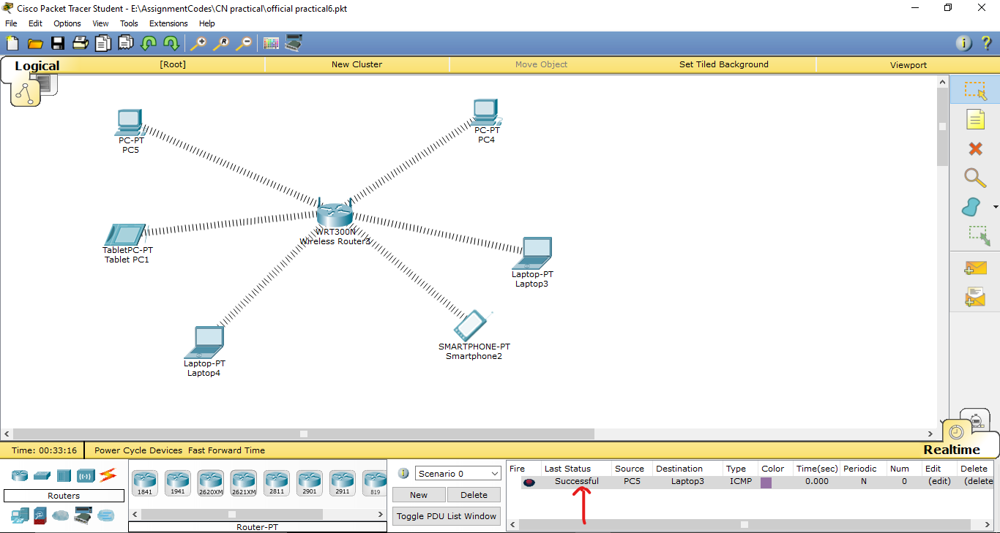 Cisco Packet Tracer Student - E:\AssignmentCodes\CN practical\official practical6.pkt
File Edit Options View Tools Extensions Help
Logical [Root] New Cluster Move Object Set Tiled Background Viewport
PC-PT
PC5
PC-PT
PC4
WRT300N
Wireless Router3
TabletPC-PT
Tablet PC1
Laptop-PT
Laptop3
SMARTPHONE-PT
Smartphone2
Laptop-PT
Laptop4
Time: 00:33:16 Power Cycle Devices Fast Forward Time Realtime
Routers
1841 1941 2620XM 2621XM 2811 2901 2911 819
Router-PT
Scenario 0
New Delete
Toggle PDU List Window
Fire Last Status Source Destination Type Color Time(sec) Periodic Num Edit Delete
Successful PC5 Laptop3 ICMP 0.000 N 0 (edit) (delete